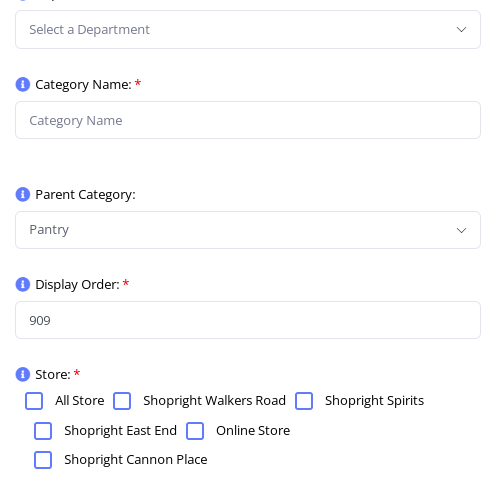 Select a Department
Category Name: *
Category Name
Parent Category:
Pantry
Display Order: *
909
Store: *
All Store Shopright Walkers Road Shopright Spirits
Shopright East End Online Store
Shopright Cannon Place